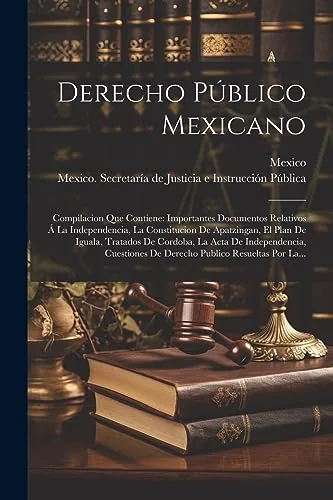 Derecho Público
Mexicano
Mexico
Mexico. Secretaría de Justicia e Instrucción Pública
Compilacion Que Contiene: Importantes Documentos Relativos
Á La Independencia, La Constitucion De Apatzingan, El Plan De
Iguala, Tratados De Cordoba, La Acta De Independencia,
Cuestiones De Derecho Publico Resueltas Por La...